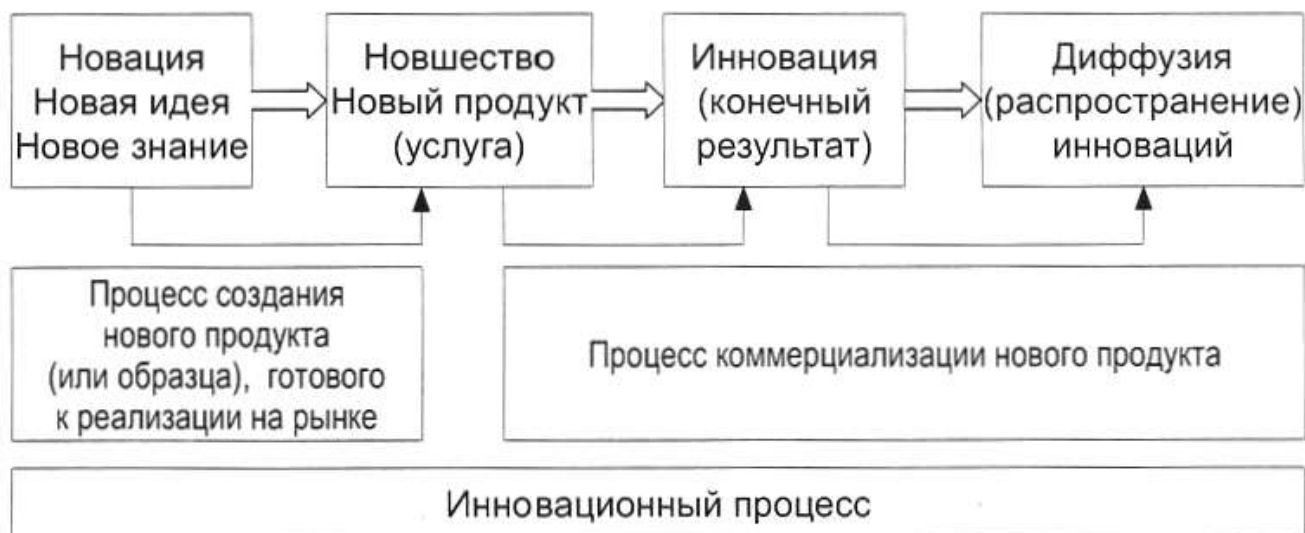 Новация
Новая идея
Новое знание
Новшество
Новый продукт
(услуга)
Инновация
(конечный
результат)
Диффузия
(распространение)
инноваций
Процесс создания
нового продукта
(или образца), готового
к реализации на рынке
Процесс коммерциализации нового продукта
Инновационный процесс